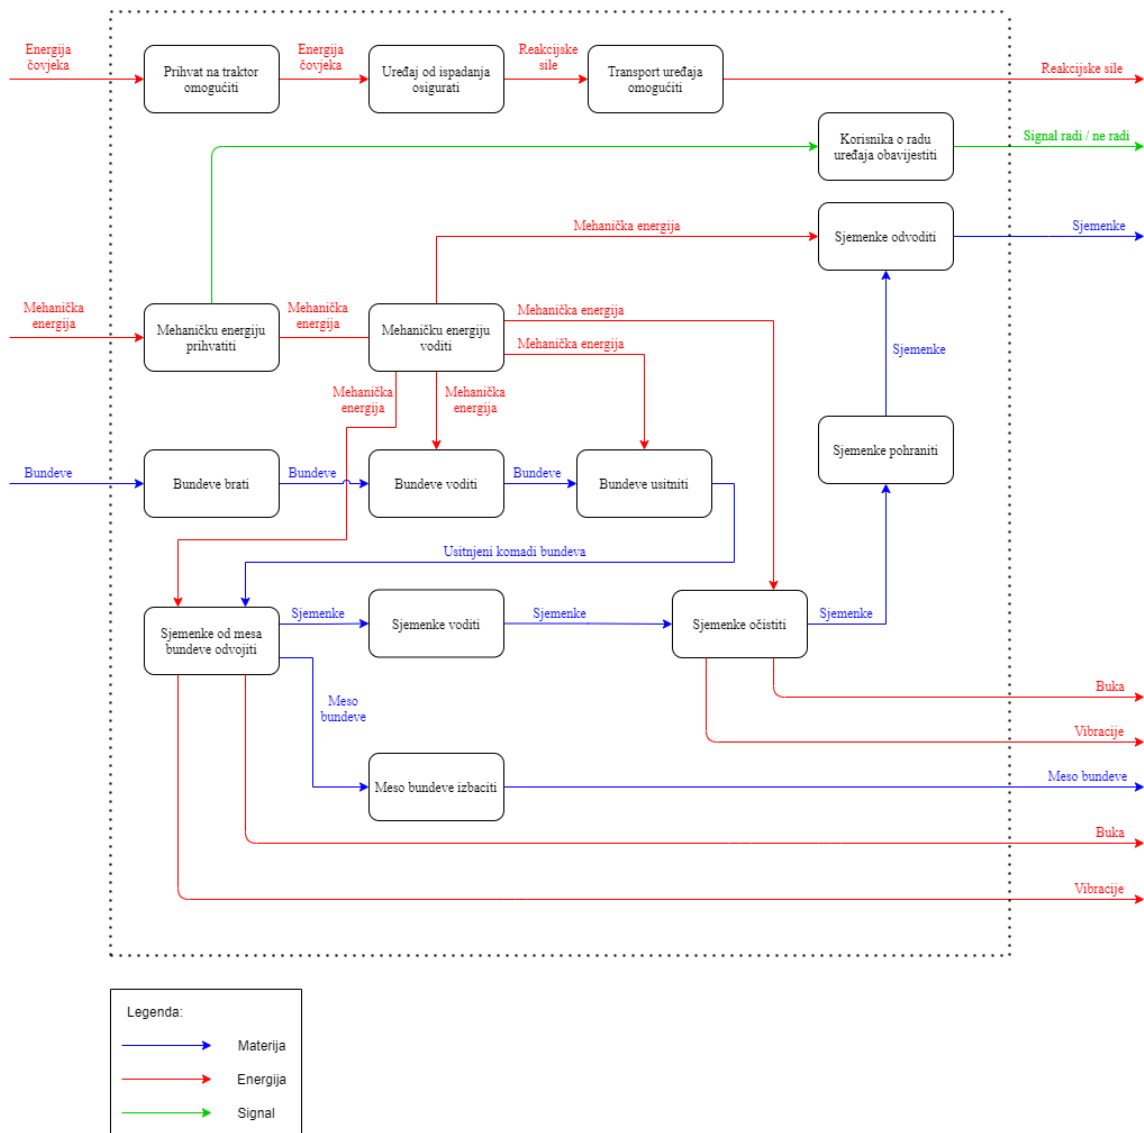 Energija
čovjeka
Prihvat na traktor
omogućiti
Energija
čovjeka
Uređaj od ispadanja
osigurati
Reakcijske
sile
Transport uređaja
omogućiti
Reakcijske sile
Korisnika o radu
uređaja obavijestiti
Signal radi / ne radi
Mehanička energija
Sjemenke odvoditi
Sjemenke
Mehanička
energija
Mehaničku energiju
prihvatiti
Mehanička
energija
Mehaničku energiju
voditi
Mehanička energija
Mehanička energija
Sjemenke
Mehanička
energija
Mehanička
energija
Sjemenke pohraniti
Bundeve
Bundeve brati
Bundeve
Bundeve voditi
Bundeve
Bundeve usitniti
Usitnjeni komadi bundeva
Sjemenke od mesa
bundeve odvojiti
Sjemenke
Sjemenke voditi
Sjemenke
Sjemenke očistiti
Sjemenke
Meso
bundeve
Buka
Vibracije
Meso bundeve izbaciti
Meso bundeve
Buka
Vibracije
Legenda:
Materija
Energija
Signal